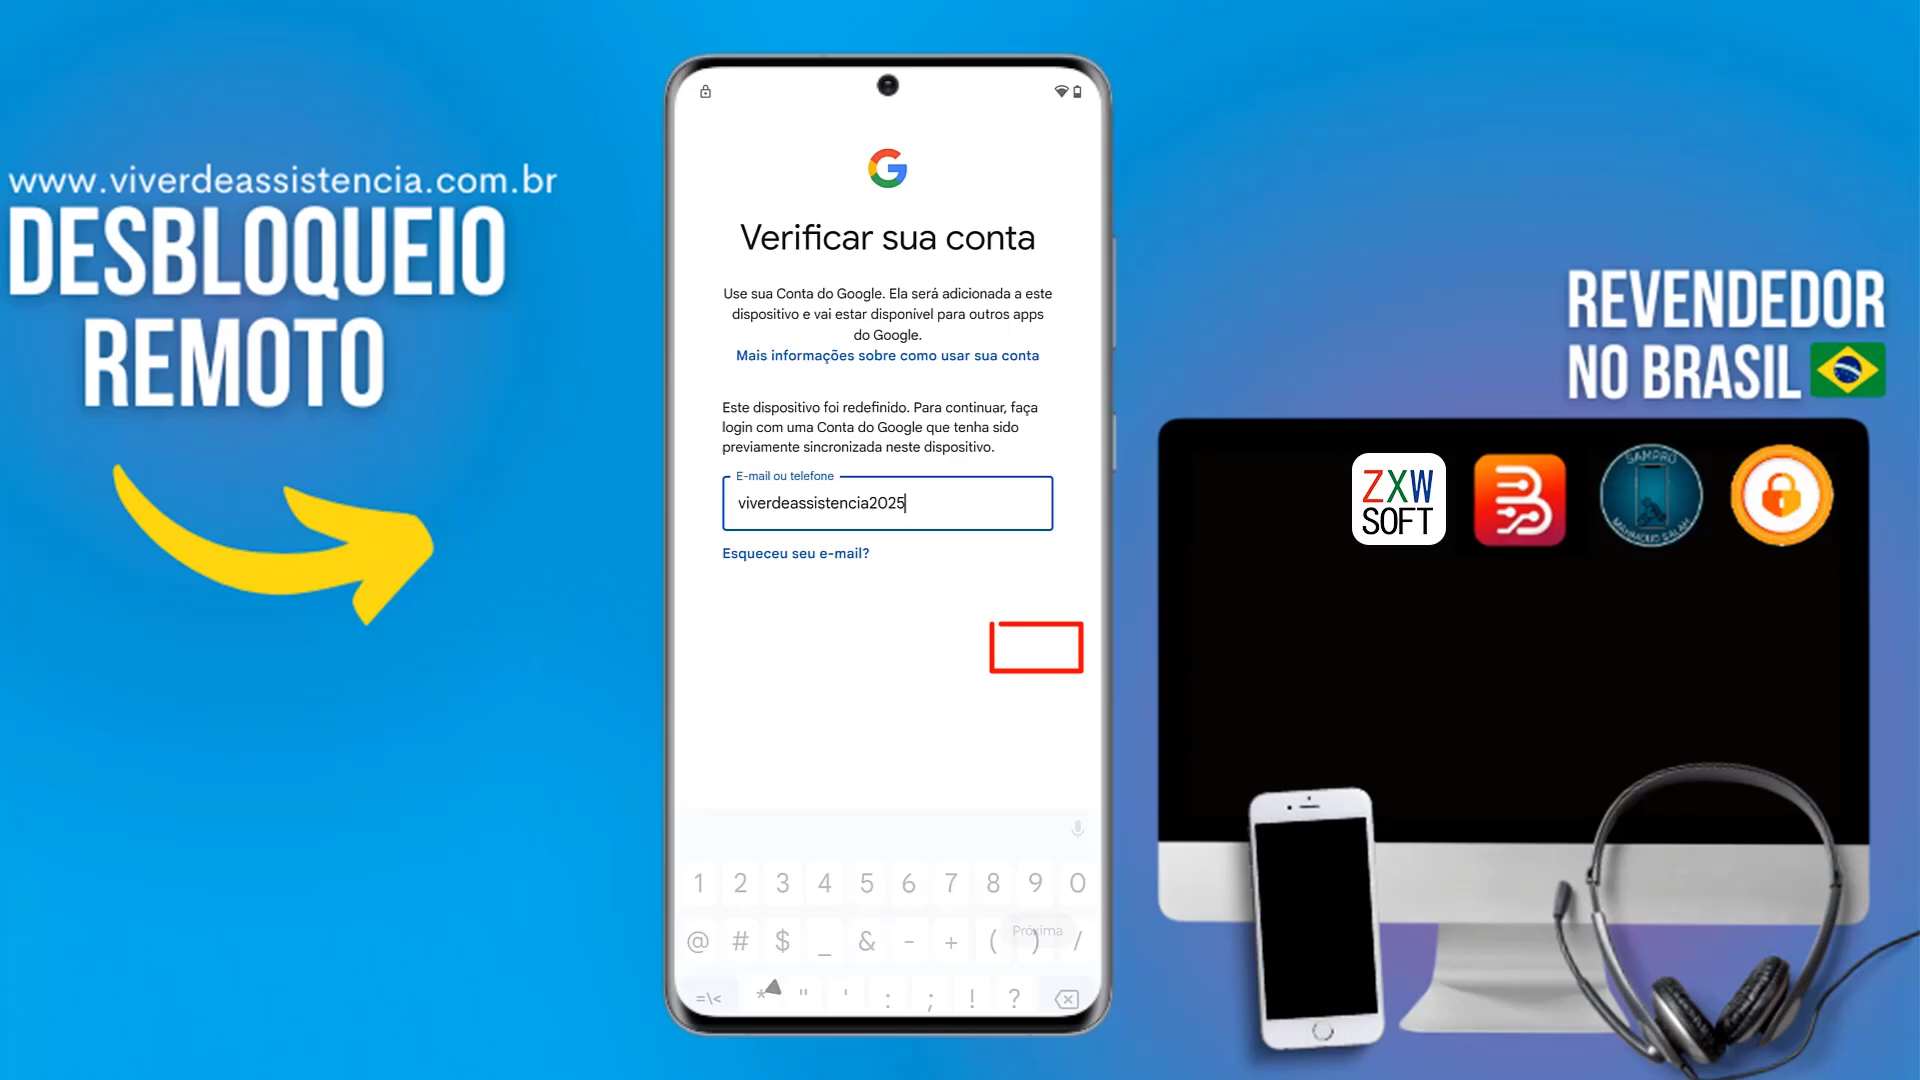 www.viverdeassistencia.com.br
DESBLOQUEIO
REMOTO
Verificar sua conta
Use sua Conta do Google. Ela será adicionada a este
dispositivo e vai estar disponível para outros apps
do Google.
Mais informações sobre como usar sua conta
Este dispositivo foi redefinido. Para continuar, faça
login com uma Conta do Google que tenha sido
previamente sincronizada neste dispositivo.
E-mail ou telefone
viverdeassistencia2025
Esqueceu seu e-mail?
1 2 3 4 5 6 7 8 9 0
Próxima
@ # $ _ & - + ( ) /
=\< * " ' : ; ! ?
REVENDEDOR
NO BRASIL
ZXW
SOFT
SAMPRO
MAHMOUD SALAH